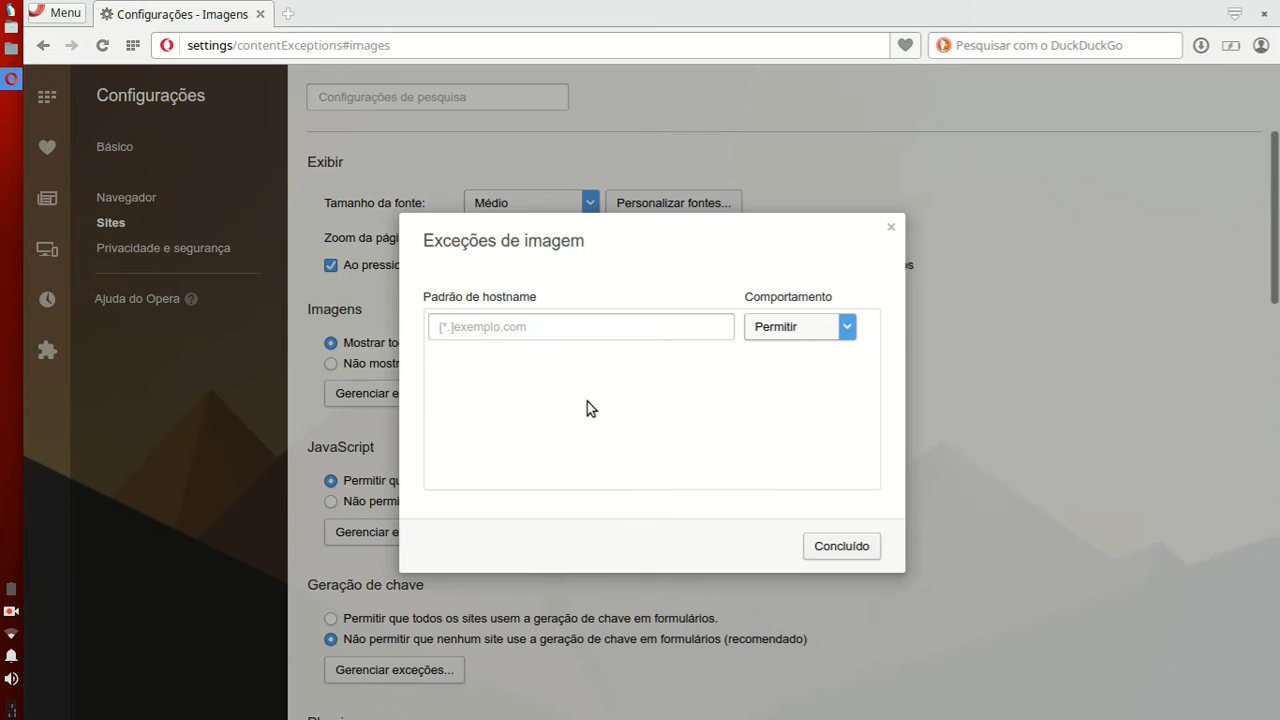 Menu
Configurações - Imagens
settings/contentExceptions#images
Pesquisar com o DuckDuckGo
Configurações
Básico
Navegador
Sites
Privacidade e segurança
Ajuda do Opera
Configurações de pesquisa
Exibir
Tamanho da fonte:
Médio
Personalizar fontes...
Zoom da pági
Ao pressio
os
Imagens
Mostrar to
Não mostr
Gerenciar e
JavaScript
Permitir qu
Não permi
Gerenciar e
Geração de chave
Permitir que todos os sites usem a geração de chave em formulários.
Não permitir que nenhum site use a geração de chave em formulários (recomendado)
Gerenciar exceções...
Exceções de imagem
Padrão de hostname
Comportamento
[*.]exemplo.com
Permitir
Concluído